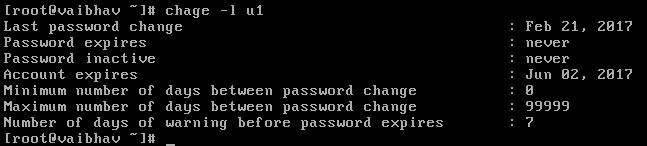 [root@vaibhav ~]# chage -l u1
Last password change : Feb 21, 2017
Password expires : never
Password inactive : never
Account expires : Jun 02, 2017
Minimum number of days between password change : 0
Maximum number of days between password change : 99999
Number of days of warning before password expires : 7
[root@vaibhav ~]# _